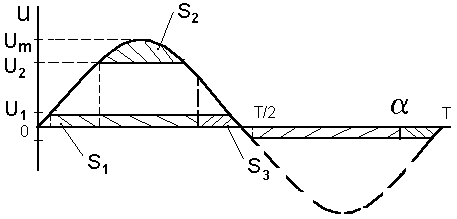 u
S₂
Uₘ
U₂
U₁
0
T/2
α
T
S₁
S₃